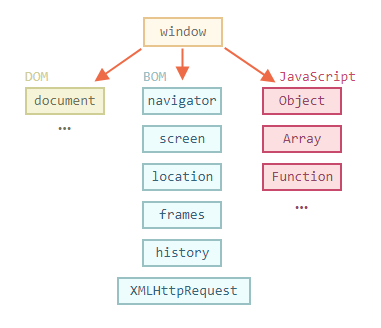 window
DOM
BOM
JavaScript
document
navigator
Object
...
screen
Array
location
Function
frames
...
history
XMLHttpRequest